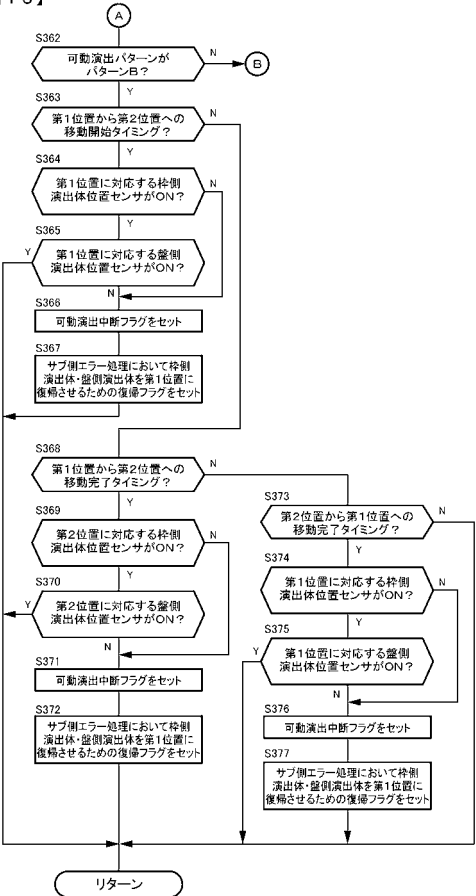 A
S362
可動演出パターンが
パターンB?
N
B
Y
S363
第1位置から第2位置への
移動開始タイミング?
N
Y
S364
第1位置に対応する枠側
演出体位置センサがON?
N
Y
S365
Y
第1位置に対応する盤側
演出体位置センサがON?
N
S366
可動演出中断フラグをセット
S367
サブ側エラー処理において枠側
演出体・盤側演出体を第1位置に
復帰させるための復帰フラグをセット
S368
第1位置から第2位置への
移動完了タイミング?
N
Y
S369
第2位置に対応する枠側
演出体位置センサがON?
N
Y
S370
Y
第2位置に対応する盤側
演出体位置センサがON?
N
S371
可動演出中断フラグをセット
S372
サブ側エラー処理において枠側
演出体・盤側演出体を第1位置に
復帰させるための復帰フラグをセット
S373
第2位置から第1位置への
移動完了タイミング?
N
Y
S374
第1位置に対応する枠側
演出体位置センサがON?
N
Y
S375
Y
第1位置に対応する盤側
演出体位置センサがON?
N
S376
可動演出中断フラグをセット
S377
サブ側エラー処理において枠側
演出体・盤側演出体を第1位置に
復帰させるための復帰フラグをセット
リターン